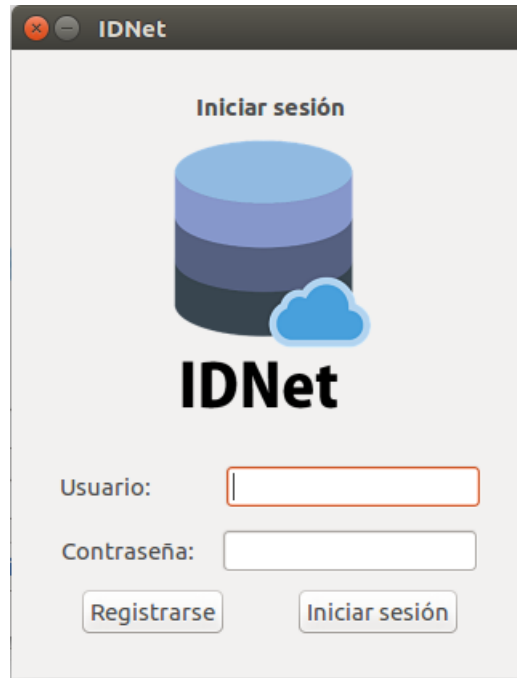 IDNet
Iniciar sesión
IDNet
Usuario:
Contraseña:
Registrarse Iniciar sesión